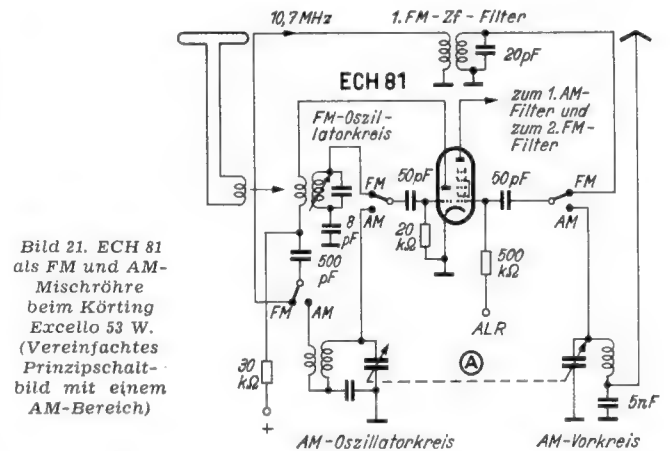 10,7 MHz
1. FM-Zf-Filter
20pF
ECH 81
zum 1. AM-
Filter und
zum 2. FM-
Filter
FM-Oszil-
latorkreis
FM
AM
50pF
50pF
FM
AM
8
pF
20
kΩ
500
kΩ
500
pF
FM
AM
ALR
30
kΩ
+
A
5nF
AM-Oszillatorkreis
AM-Vorkreis
Bild 21. ECH 81
als FM und AM-
Mischröhre
beim Körting
Excello 53 W.
(Vereinfachtes
Prinzipschalt-
bild mit einem
AM-Bereich)